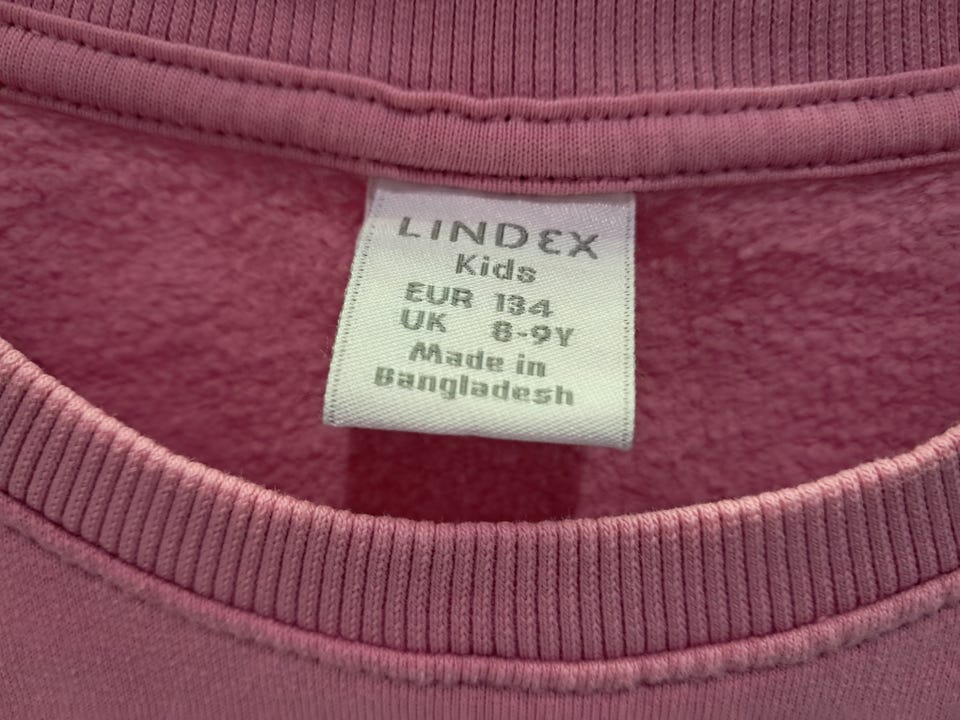 LINDEX
Kids
EUR 134
UK 8-9Y
Made in
Bangladesh